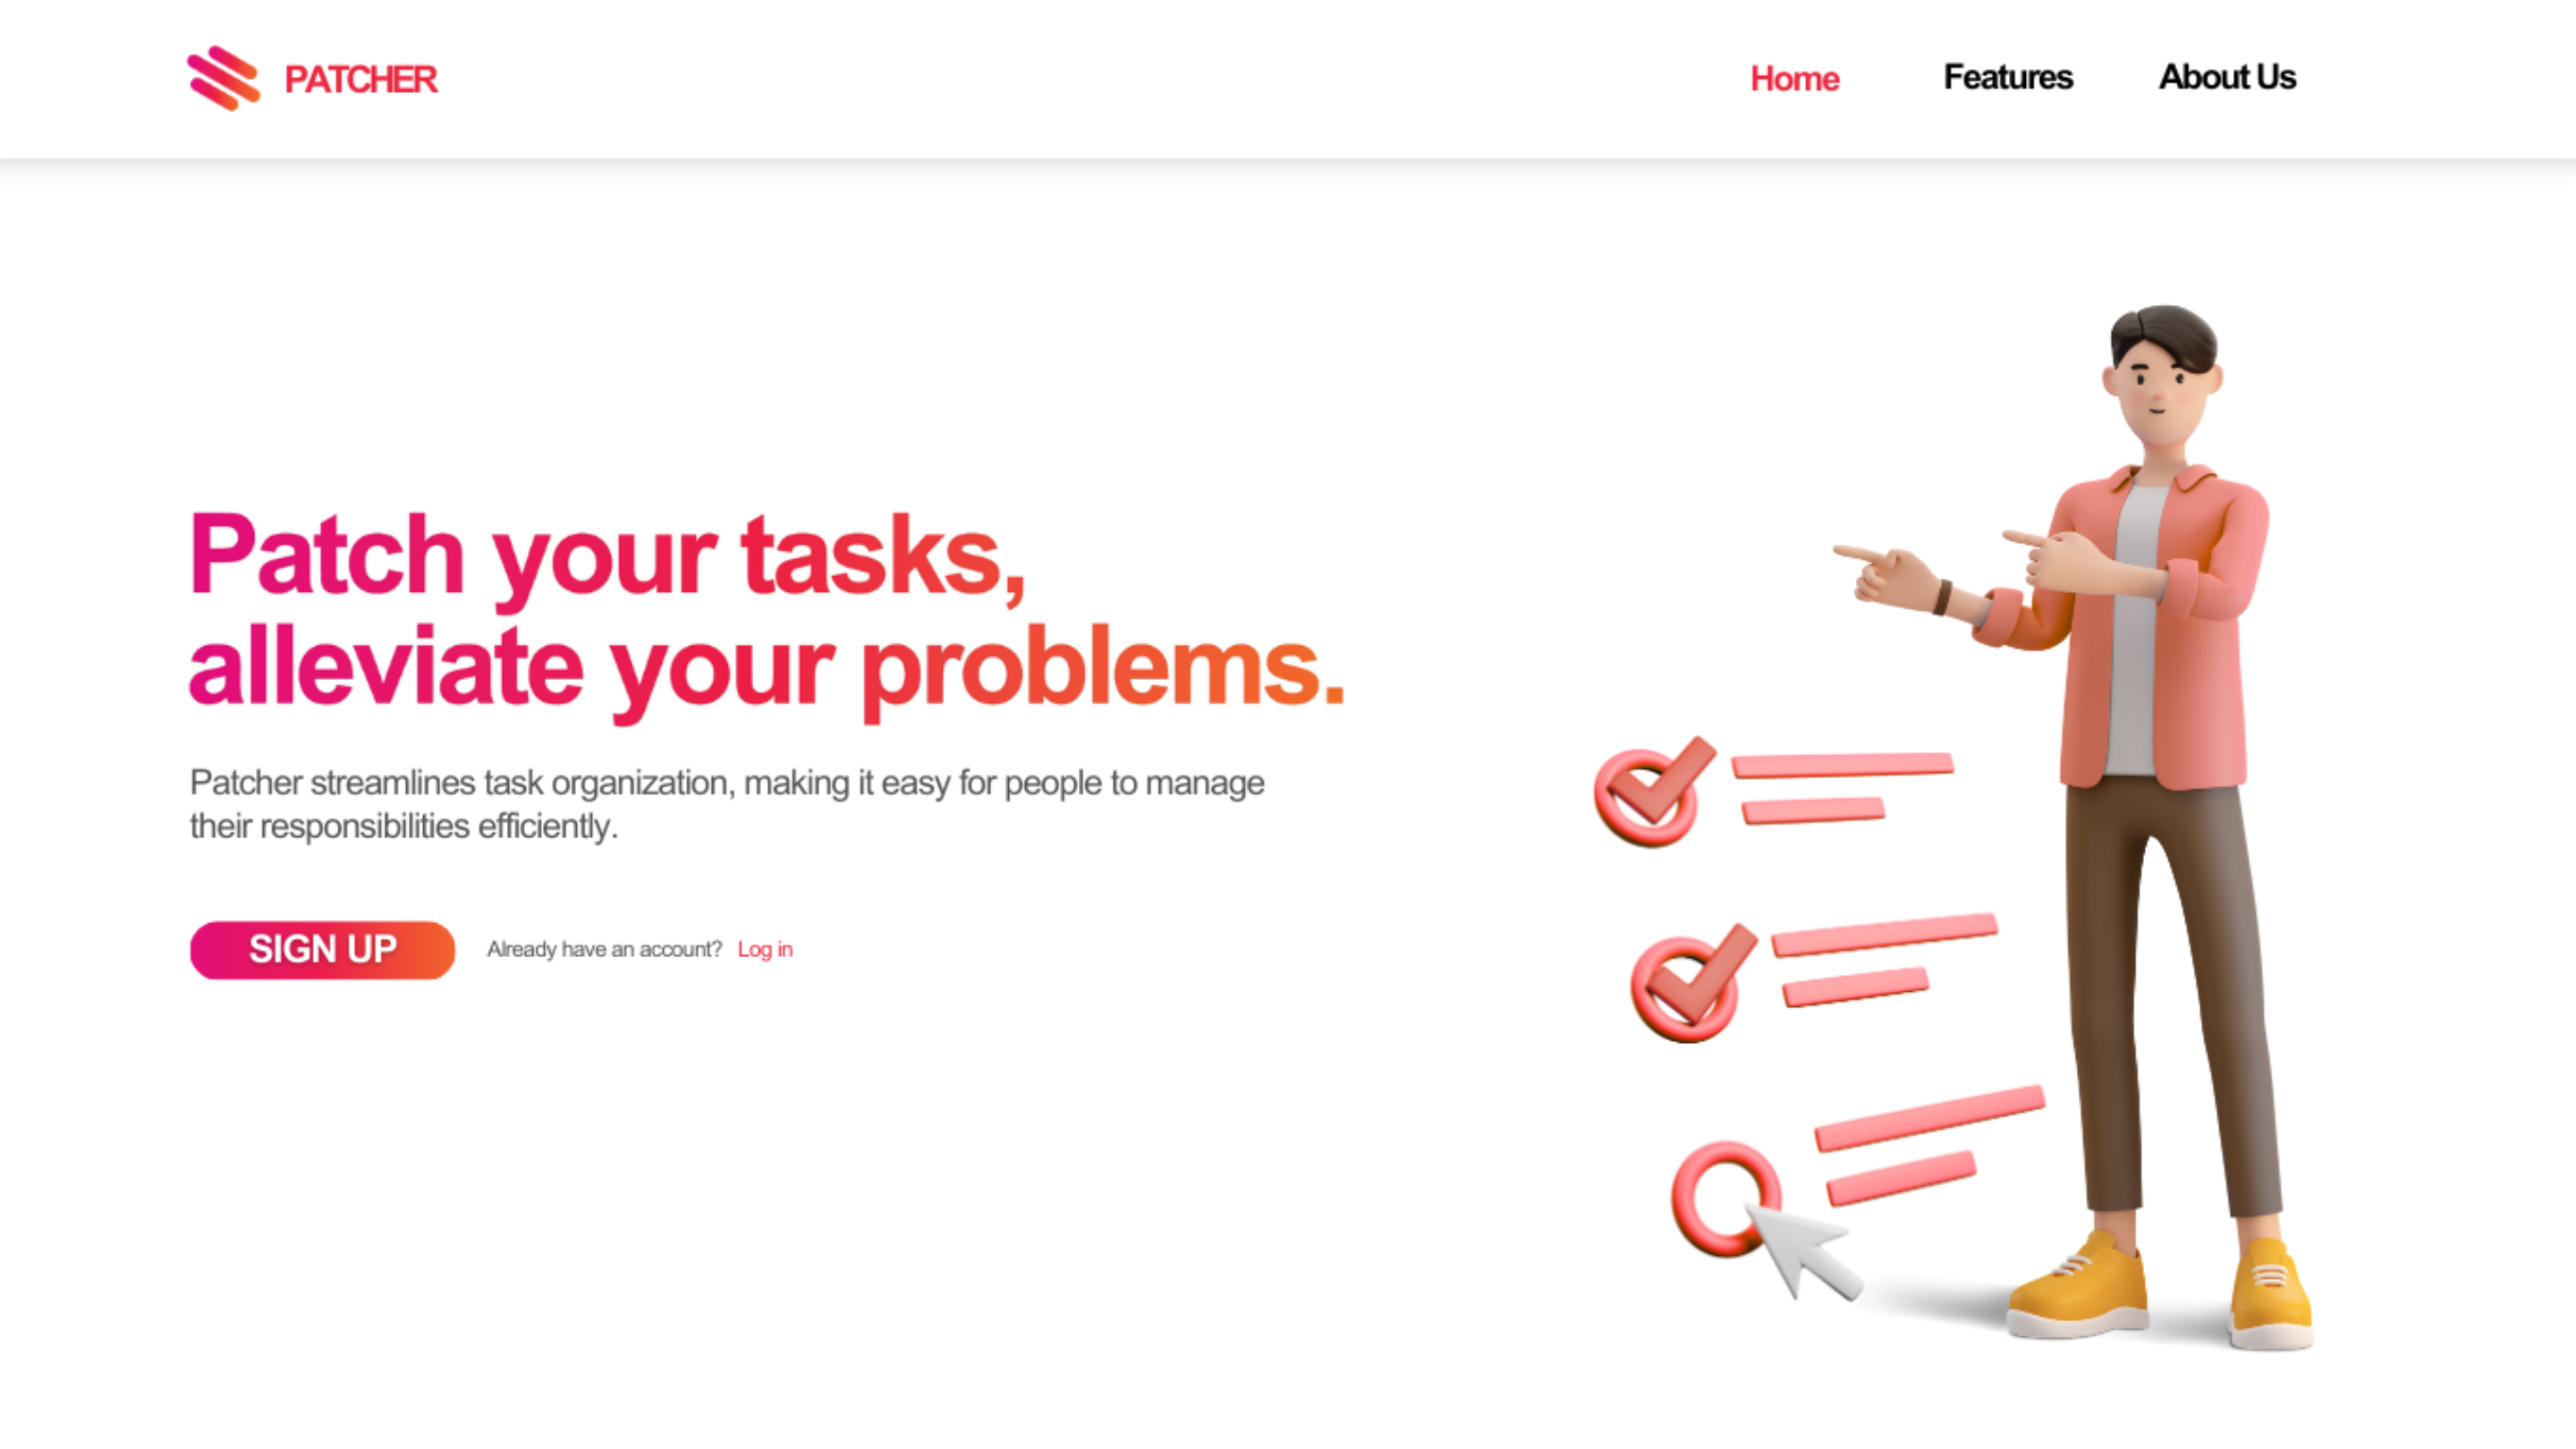 PATCHER
Home
Features
About Us
Patch your tasks,
alleviate your problems.
Patcher streamlines task organization, making it easy for people to manage
their responsibilities efficiently.
SIGN UP
Already have an account? Log in